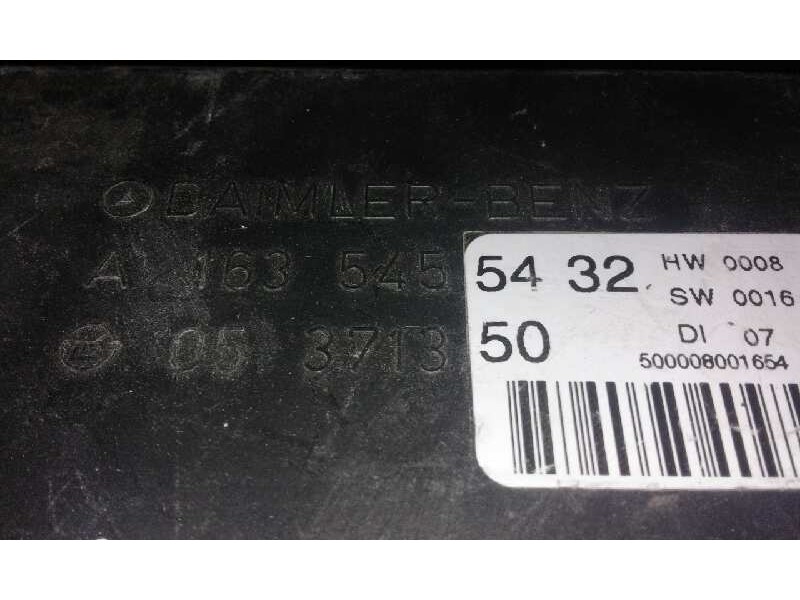 DAIMLER-BENZ
A 163 545 54 32 HW 0008
SW 0016
05 3713 50 DI 07
500008001654